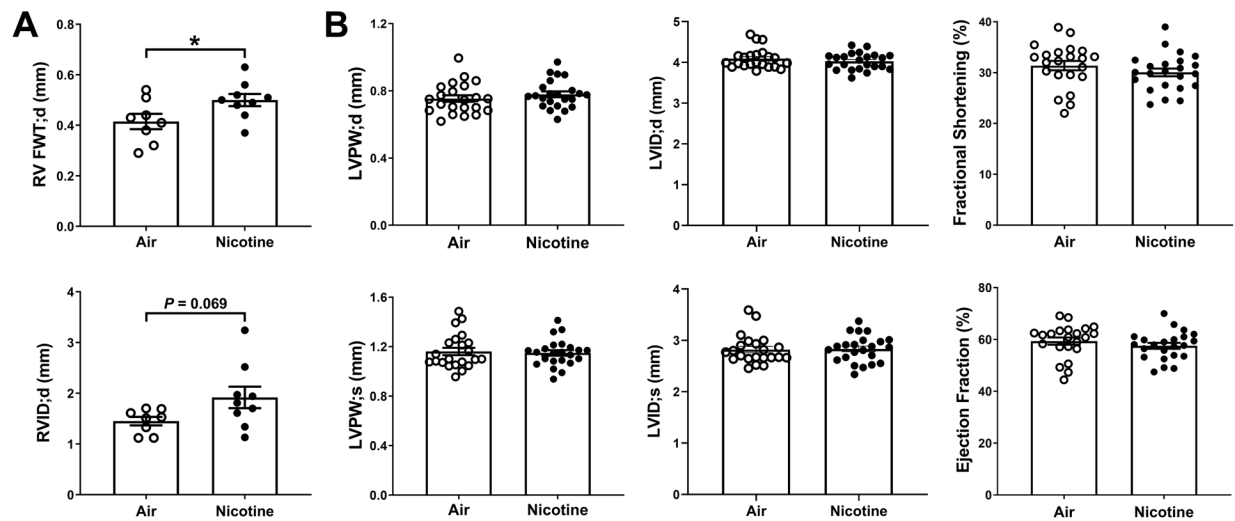 A
RV FWT;d (mm)
0.8
0.6
0.4
0.2
0.0
*
Air
Nicotine
RVID;d (mm)
4
3
2
1
0
P = 0.069
Air
Nicotine
B
LVPW;d (mm)
1.2
0.8
0.4
0.0
Air
Nicotine
LVID;d (mm)
5
4
3
2
1
0
Air
Nicotine
Fractional Shortening (%)
40
30
20
10
0
Air
Nicotine
LVPW;s (mm)
1.6
1.2
0.8
0.4
0.0
Air
Nicotine
LVID;s (mm)
4
3
2
1
0
Air
Nicotine
Ejection Fraction (%)
80
60
40
20
0
Air
Nicotine